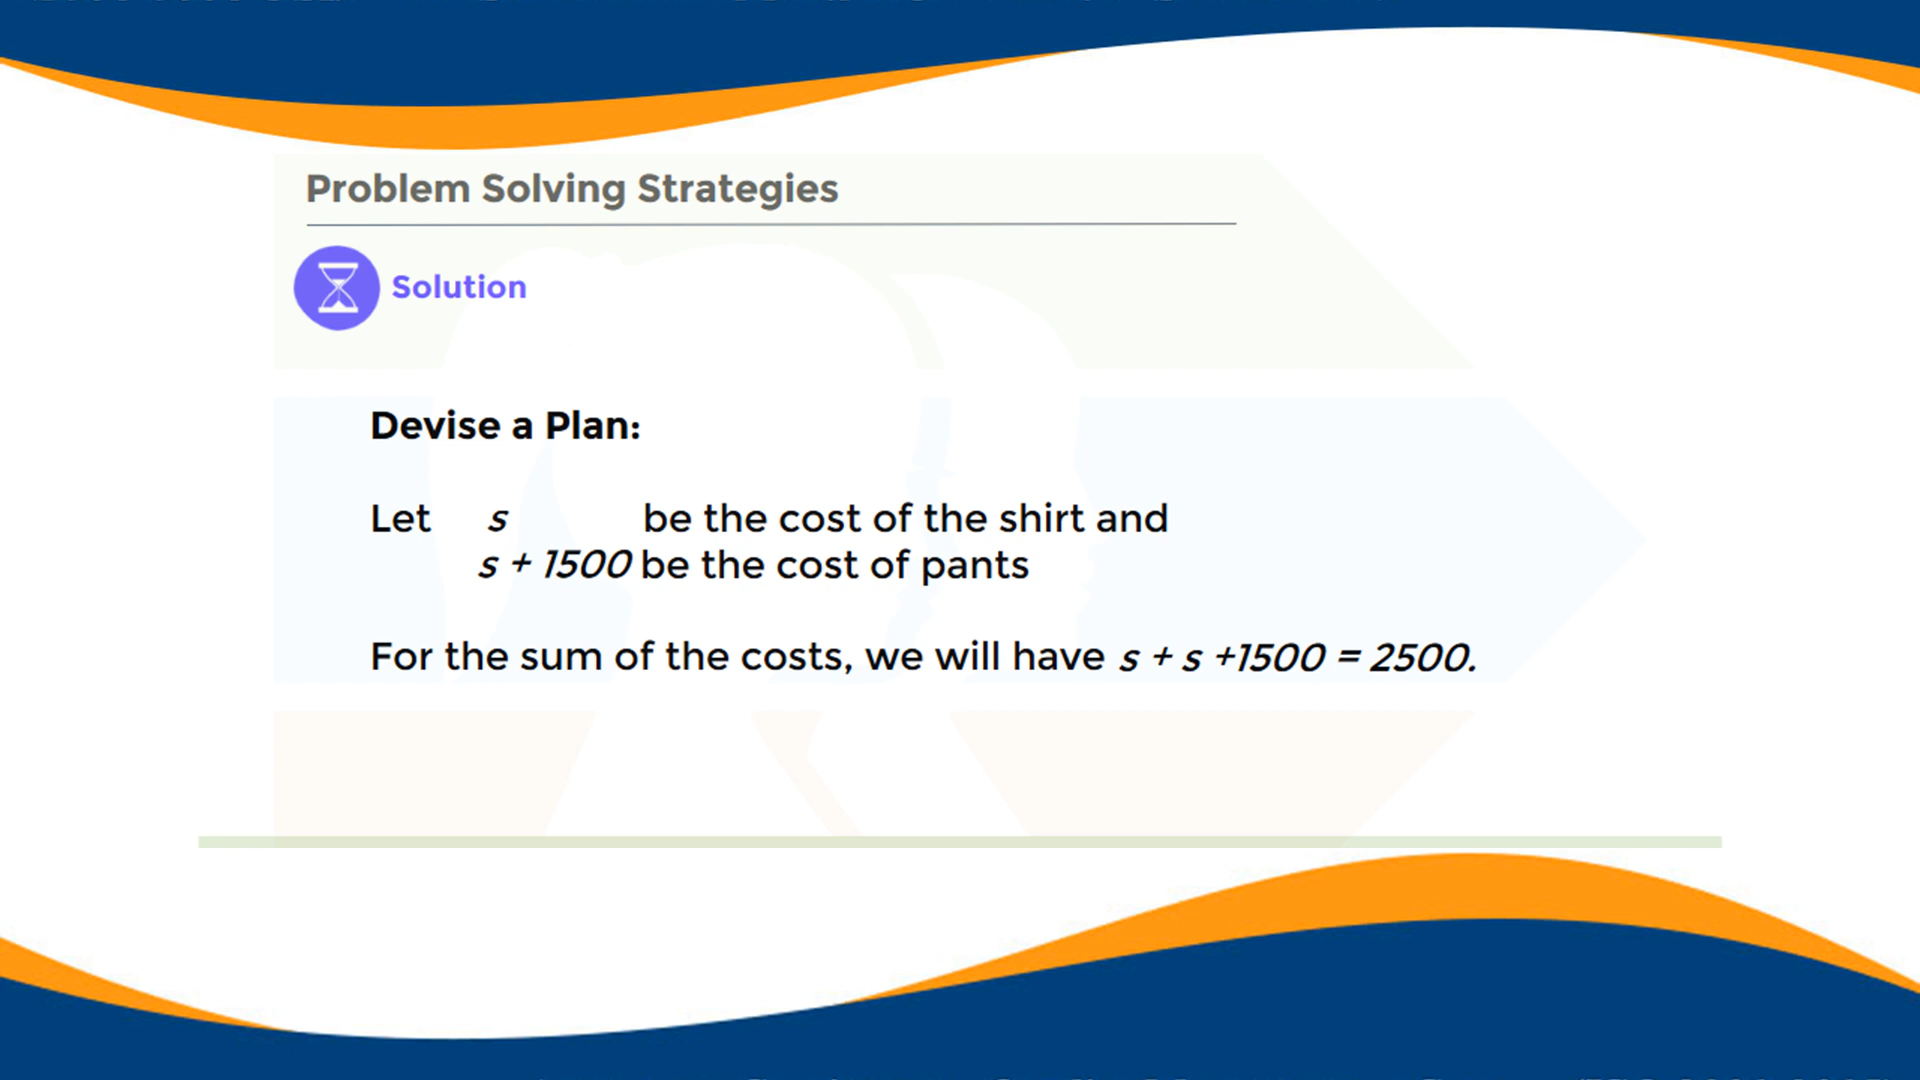 Problem Solving Strategies
Solution
Devise a Plan:
Let s be the cost of the shirt and
s + 1500 be the cost of pants
For the sum of the costs, we will have s + s +1500 = 2500.